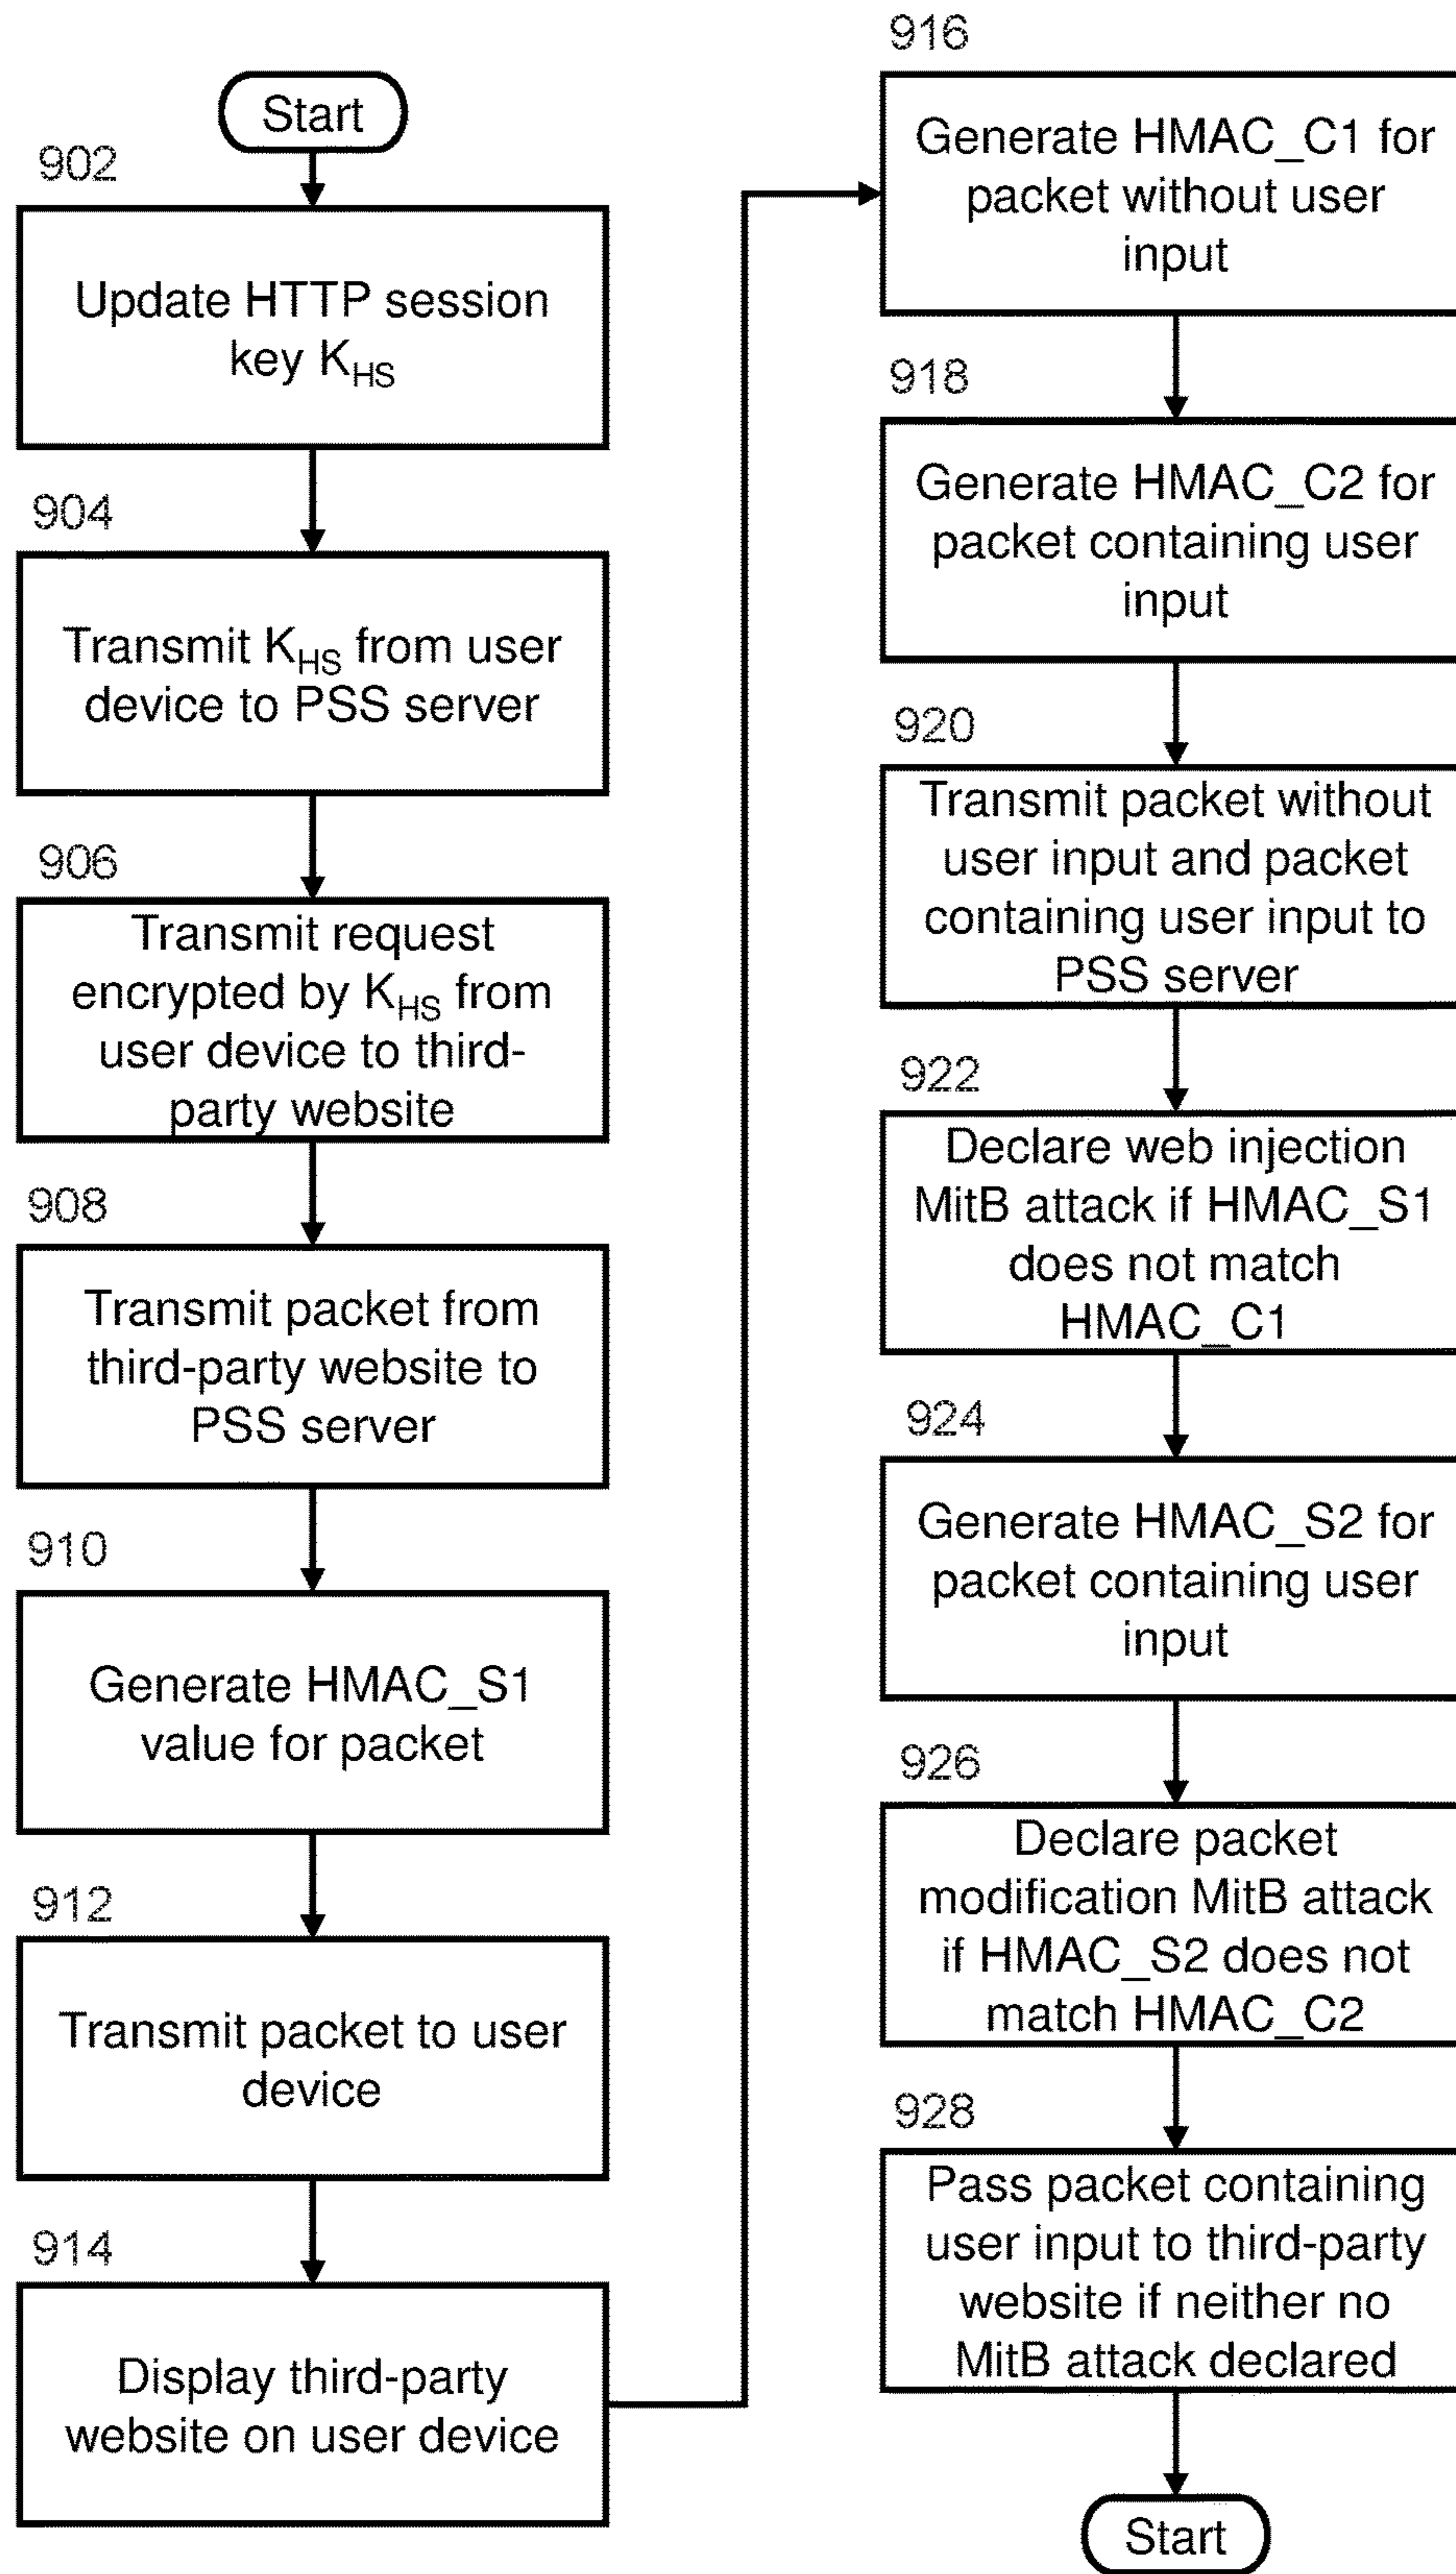 Start
902
Update HTTP session
key KHS
904
Transmit KHS from user
device to PSS server
906
Transmit request
encrypted by KHS from
user device to third-
party website
908
Transmit packet from
third-party website to
PSS server
910
Generate HMAC_S1
value for packet
912
Transmit packet to user
device
914
Display third-party
website on user device
916
Generate HMAC_C1 for
packet without user
input
918
Generate HMAC_C2 for
packet containing user
input
920
Transmit packet without
user input and packet
containing user input to
PSS server
922
Declare web injection
MitB attack if HMAC_S1
does not match
HMAC_C1
924
Generate HMAC_S2 for
packet containing user
input
926
Declare packet
modification MitB attack
if HMAC_S2 does not
match HMAC_C2
928
Pass packet containing
user input to third-party
website if neither no
MitB attack declared
Start